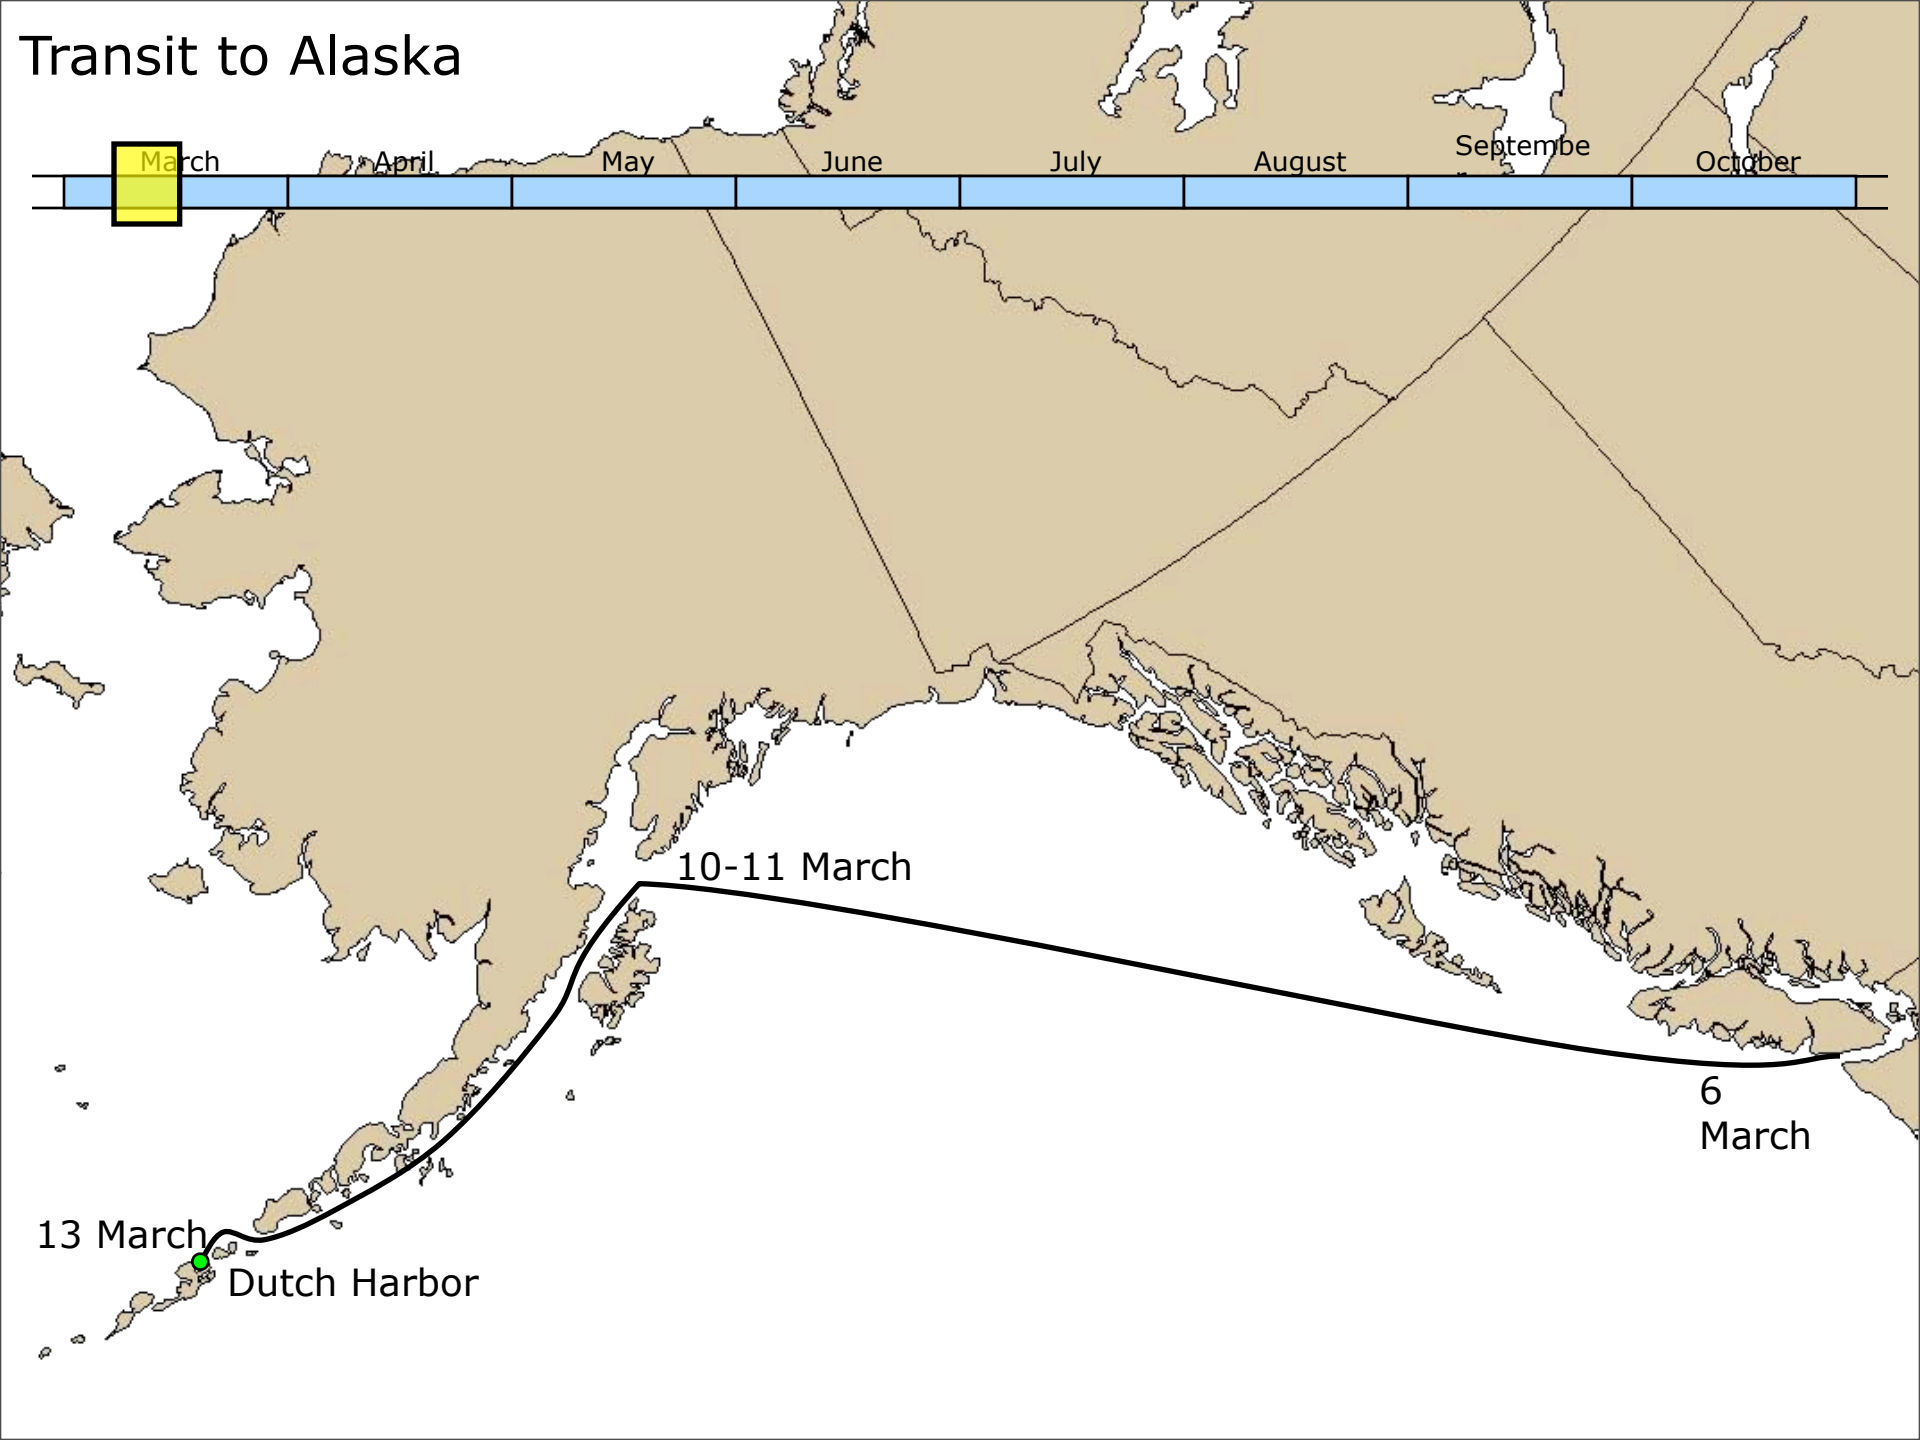 Transit to Alaska
March
April
May
June
July
August
Septembe
October
10-11 March
6
March
13 March
Dutch Harbor